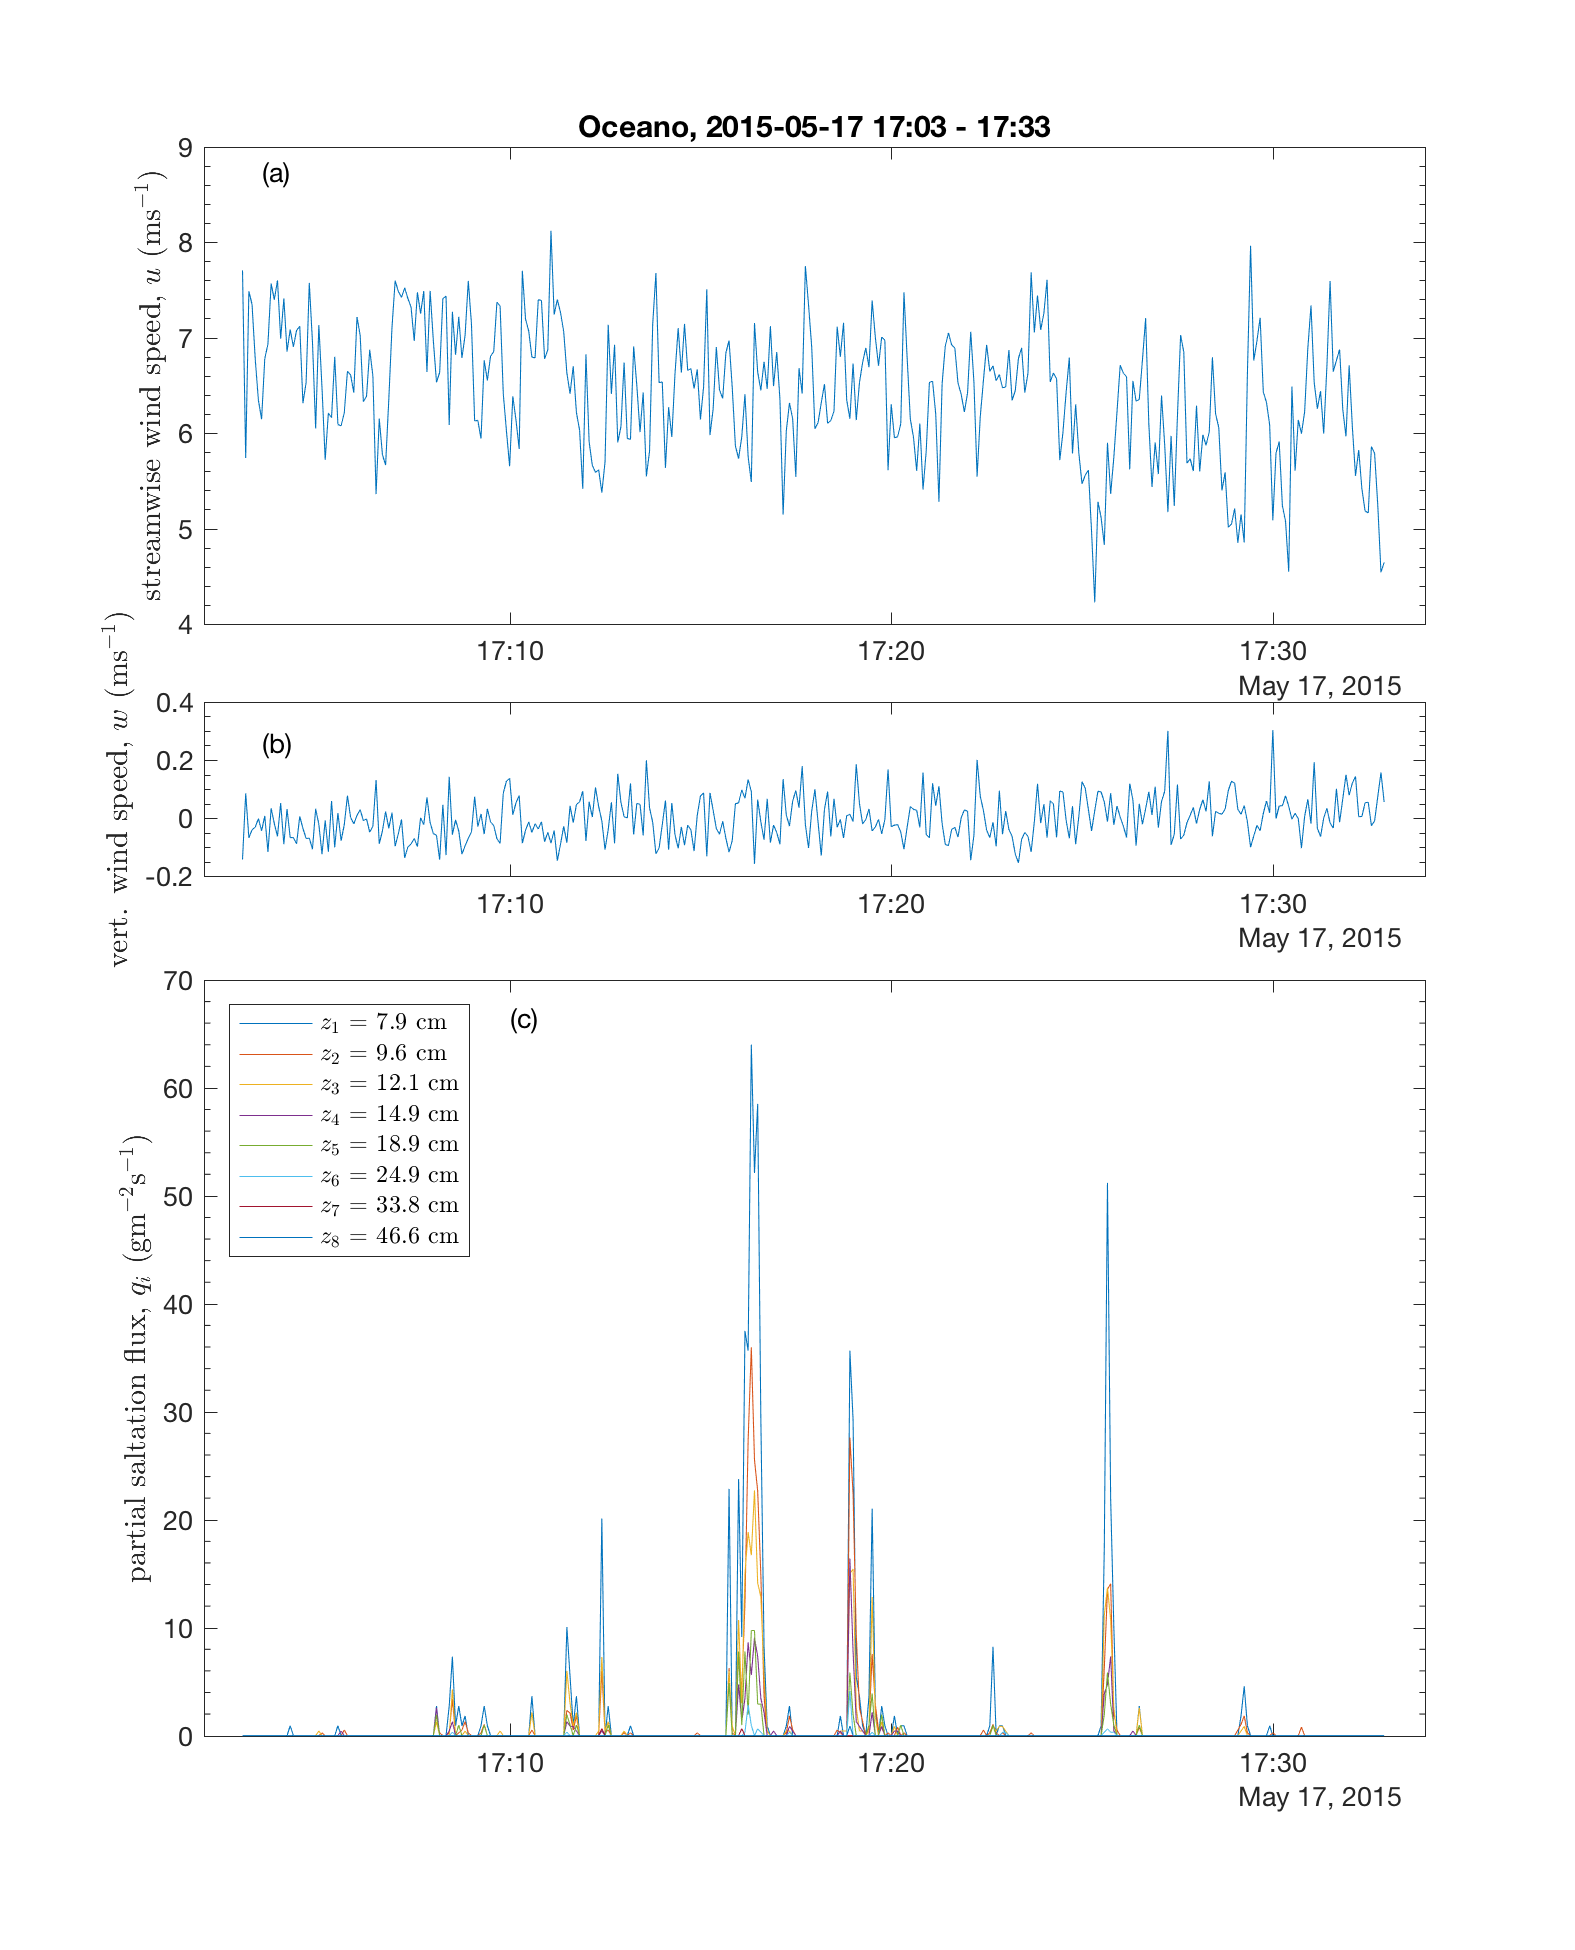 Oceano, 2015-05-17 17:03 - 17:33
(a)
streamwise wind speed, u (ms⁻¹)
9
8
7
6
5
4
17:10 17:20 17:30
May 17, 2015
(b)
vert. wind speed, w (ms⁻¹)
0.4
0.2
0
-0.2
17:10 17:20 17:30
May 17, 2015
(c)
partial saltation flux, qᵢ (gm⁻²s⁻¹)
70
60
50
40
30
20
10
0
z₁ = 7.9 cm
z₂ = 9.6 cm
z₃ = 12.1 cm
z₄ = 14.9 cm
z₅ = 18.9 cm
z₆ = 24.9 cm
z₇ = 33.8 cm
z₈ = 46.6 cm
17:10 17:20 17:30
May 17, 2015